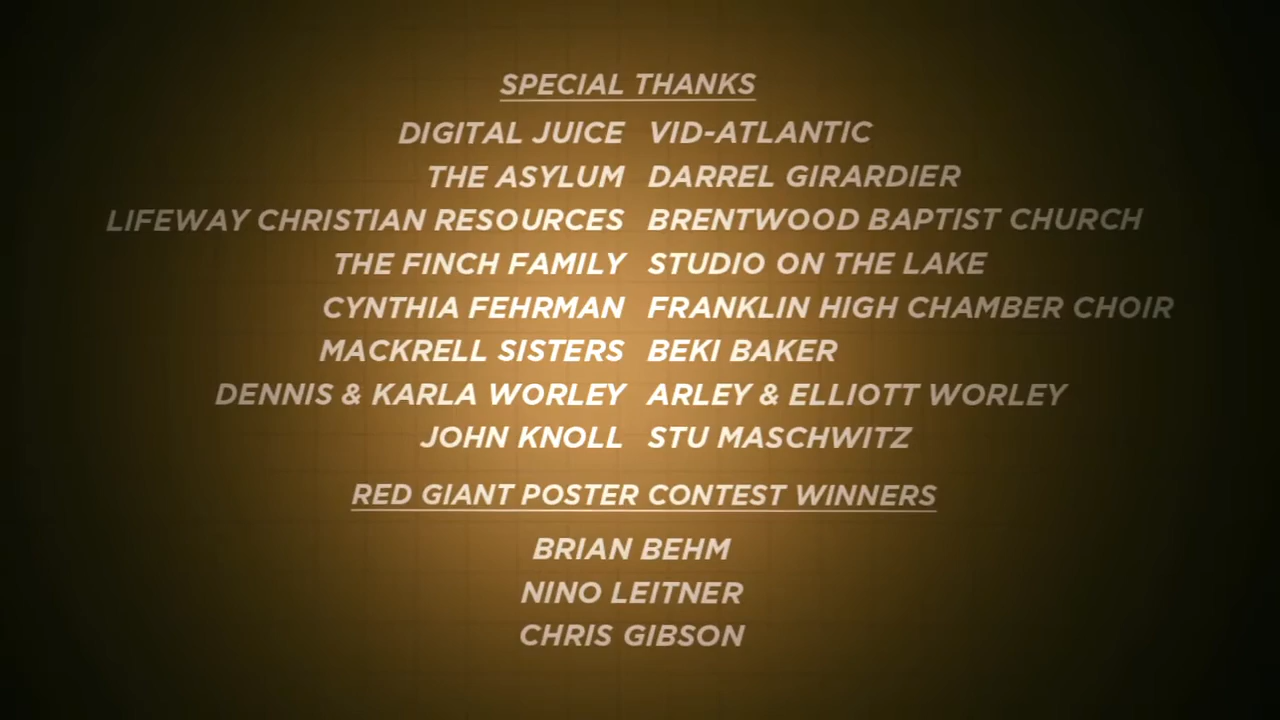 SPECIAL THANKS
DIGITAL JUICE VID-ATLANTIC
THE ASYLUM DARREL GIRARDIER
LIFEWAY CHRISTIAN RESOURCES BRENTWOOD BAPTIST CHURCH
THE FINCH FAMILY STUDIO ON THE LAKE
CYNTHIA FEHRMAN FRANKLIN HIGH CHAMBER CHOIR
MACKRELL SISTERS BEKI BAKER
DENNIS & KARLA WORLEY ARLEY & ELLIOTT WORLEY
JOHN KNOLL STU MASCHWITZ
RED GIANT POSTER CONTEST WINNERS
BRIAN BEHM
NINO LEITNER
CHRIS GIBSON